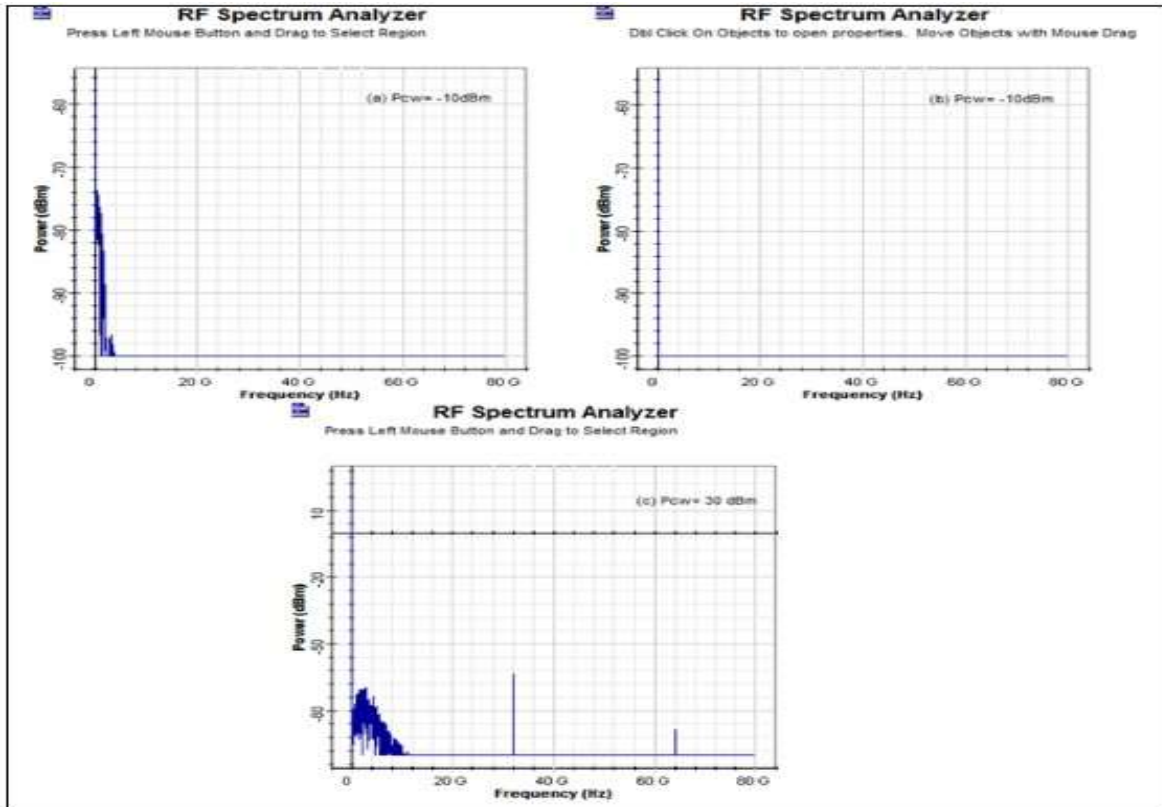 RF Spectrum Analyzer
Press Left Mouse Button and Drag to Select Region
(a) Pcw= -10dBm
Power (dBm)
-60
-70
-80
-90
-100
0 20 G 40 G 60 G 80 G
Frequency (Hz)
RF Spectrum Analyzer
Dbl Click On Objects to open properties. Move Objects with Mouse Drag
(b) Pcw= -10dBm
Power (dBm)
-60
-70
-80
-90
-100
0 20 G 40 G 60 G 80 G
Frequency (Hz)
RF Spectrum Analyzer
Press Left Mouse Button and Drag to Select Region
(c) Pcw= 30 dBm
Power (dBm)
10
-20
-50
-80
0 20 G 40 G 60 G 80 G
Frequency (Hz)